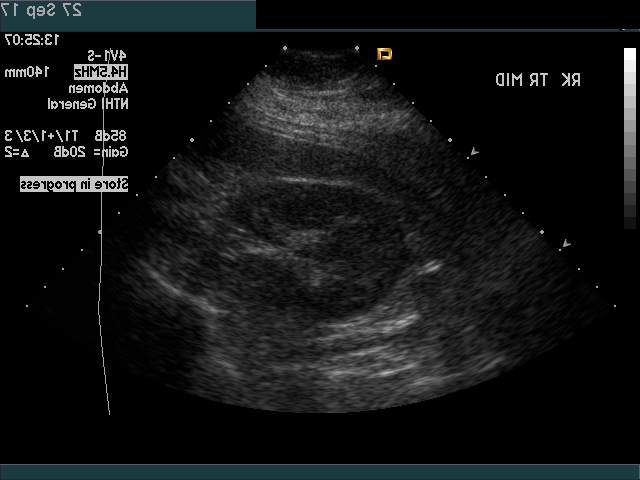 27 Sep 17
13:25:07
4V1-S
H4.5MHz 140mm
Abdomen
NTHI General
85dB T1/+1/3/3
Gain= 20dB Δ=2
Store in progress
RK TR MID